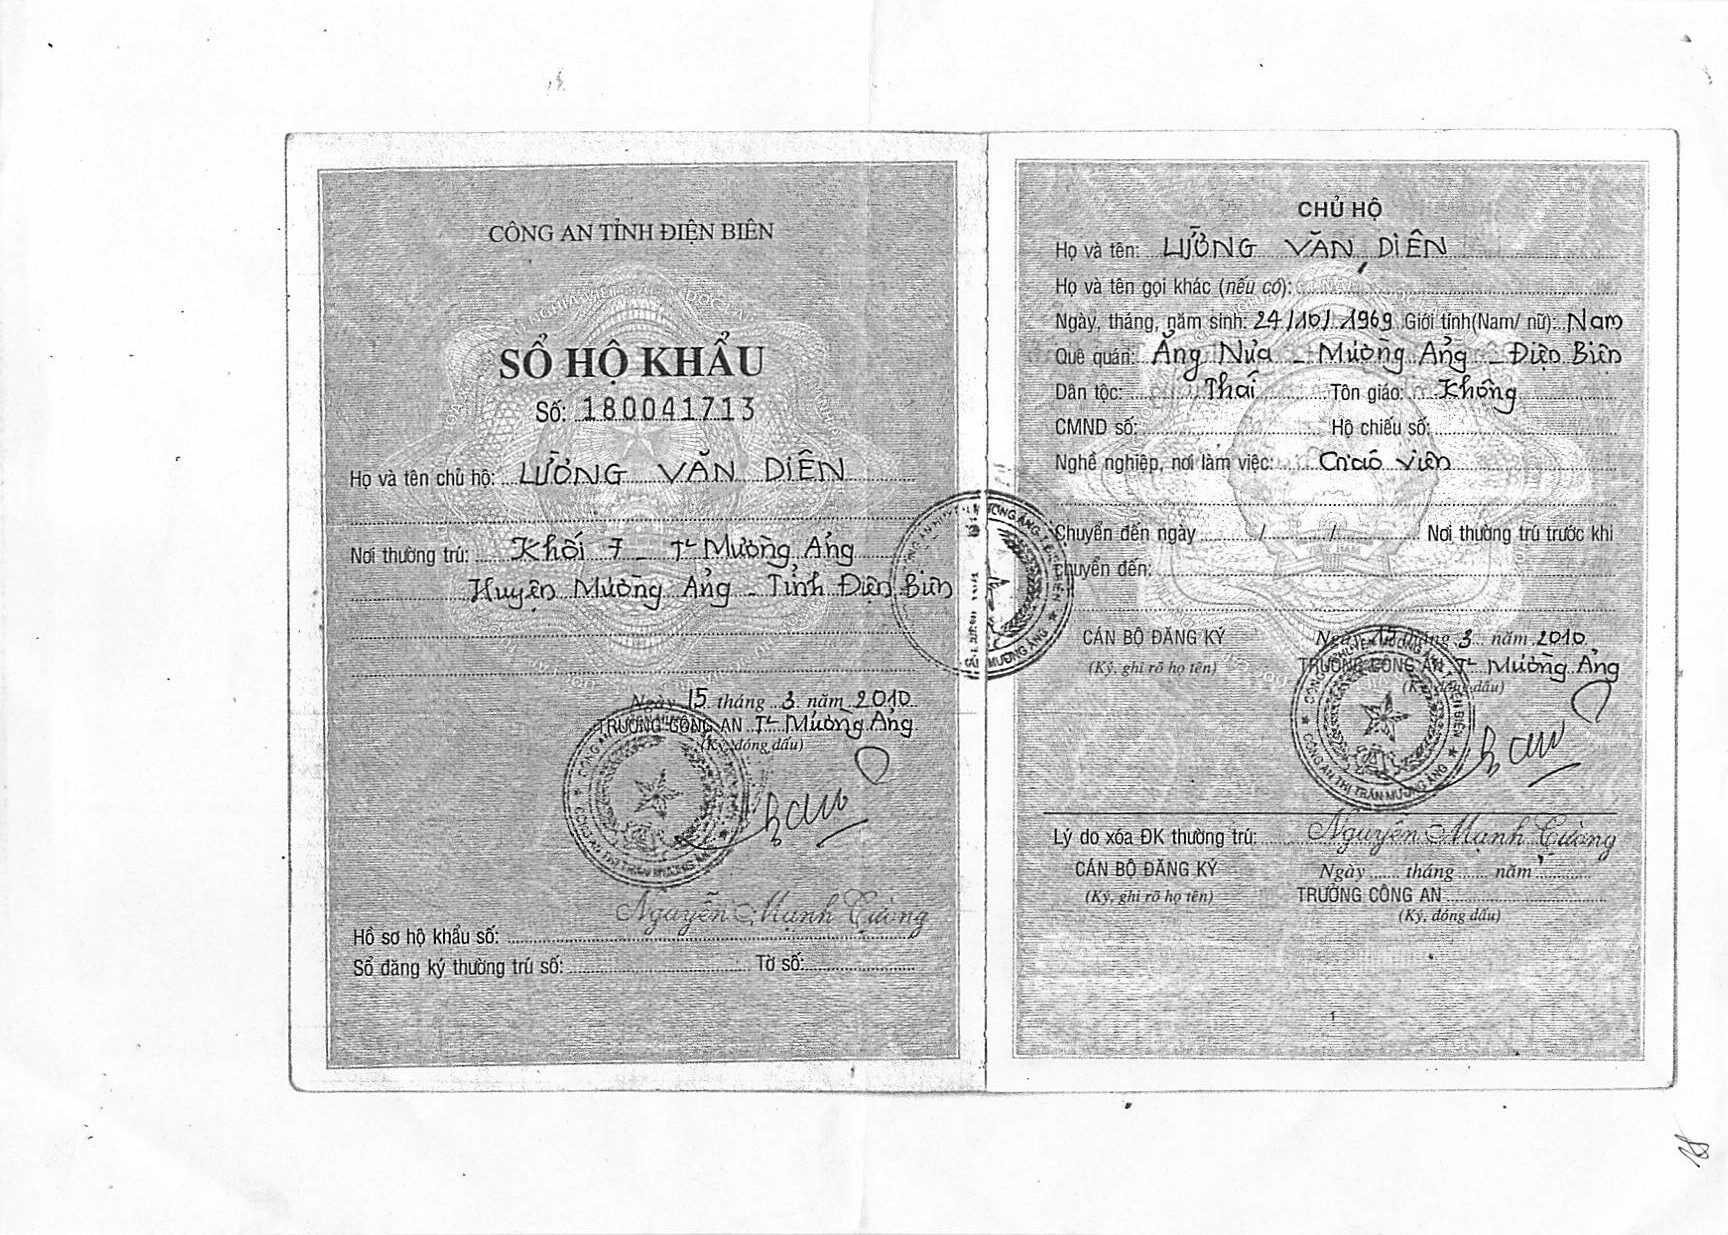 CÔNG AN TỈNH ĐIỆN BIÊN
SỔ HỘ KHẨU
Số: 180041713
Họ và tên chủ hộ: LƯỜNG VĂN DIÊN
Nơi thường trú: Khối 7 - TT Mường Ảng
Huyện Mường Ảng - Tỉnh Điện Biên
Ngày 15 tháng 3 năm 2010
TRƯỞNG CÔNG AN TT Mường Ảng
(Ký, đóng dấu)
Nguyễn Mạnh Cường
Hồ sơ hộ khẩu số:
Sổ đăng ký thường trú số: Tờ số:
CHỦ HỘ
Họ và tên: LƯỜNG VĂN DIÊN
Họ và tên gọi khác (nếu có):
Ngày, tháng, năm sinh: 24/10/1969 Giới tính(Nam/ nữ): Nam
Quê quán: Ẳng Nưa - Mường Ảng - Điện Biên
Dân tộc: Thái Tôn giáo: Không
CMND số: Hộ chiếu số:
Nghề nghiệp, nơi làm việc: Giáo viên
Chuyển đến ngày / / Nơi thường trú trước khi
chuyển đến:
CÁN BỘ ĐĂNG KÝ
(Ký, ghi rõ họ tên)
Ngày 15 tháng 3 năm 2010
TRƯỞNG CÔNG AN TT Mường Ảng
(Ký, đóng dấu)
CÔNG AN THỊ TRẤN MƯỜNG ẢNG
Nguyễn Mạnh Cường
Lý do xóa ĐK thường trú:
CÁN BỘ ĐĂNG KÝ
(Ký, ghi rõ họ tên)
Ngày tháng năm
TRƯỞNG CÔNG AN
(Ký, đóng dấu)
1